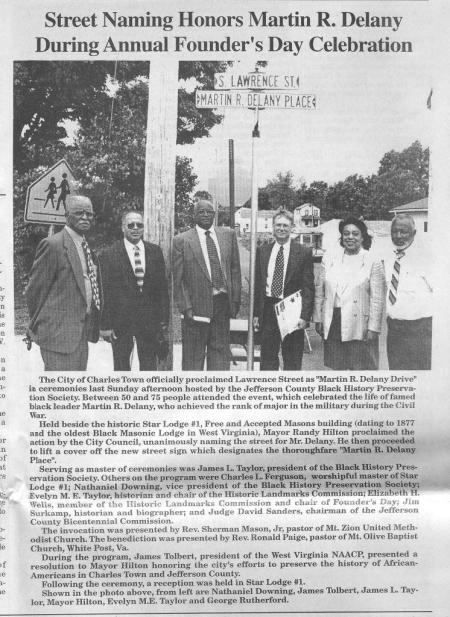 Street Naming Honors Martin R. Delany
During Annual Founder's Day Celebration
S. LAWRENCE ST.
MARTIN R. DELANY PLACE
The City of Charles Town officially proclaimed Lawrence Street as "Martin R. Delany Drive"
in ceremonies last Sunday afternoon hosted by the Jefferson County Black History Preserva-
tion Society. Between 50 and 75 people attended the event, which celebrated the life of famed
black leader Martin R. Delany, who achieved the rank of major in the military during the Civil
War.
Held beside the historic Star Lodge #1, Free and Accepted Masons building (dating to 1877
and the oldest Black Masonic Lodge in West Virginia), Mayor Randy Hilton proclaimed the
action by the City Council, unanimously naming the street for Mr. Delany. He then proceeded
to lift a cover off the new street sign which designates the thoroughfare "Martin R. Delany
Place".
Serving as master of ceremonies was James L. Taylor, president of the Black History Pres-
ervation Society. Others on the program were Charles L. Ferguson, worshipful master of Star
Lodge #1; Nathaniel Downing, vice president of the Black History Preservation Society;
Evelyn M. E. Taylor, historian and chair of the Historic Landmarks Commission; Elizabeth H.
Wells, member of the Historic Landmarks Commission and chair of Founder's Day; Jim
Surkamp, historian and biographer; and Judge David Sanders, chairman of the Jefferson
County Bicentennial Commission.
The invocation was presented by Rev. Sherman Mason, Jr, pastor of Mt. Zion United Meth-
odist Church. The benediction was presented by Rev. Ronald Paige, pastor of Mt. Olive Baptist
Church, White Post, Va.
During the program, James Tolbert, president of the West Virginia NAACP, presented a
resolution to Mayor Hilton honoring the city's efforts to preserve the history of African-
Americans in Charles Town and Jefferson County.
Following the ceremony, a reception was held in Star Lodge #1.
Shown in the photo above, from left are Nathaniel Downing, James Tolbert, James L. Tay-
lor, Mayor Hilton, Evelyn M.E. Taylor and George Rutherford.